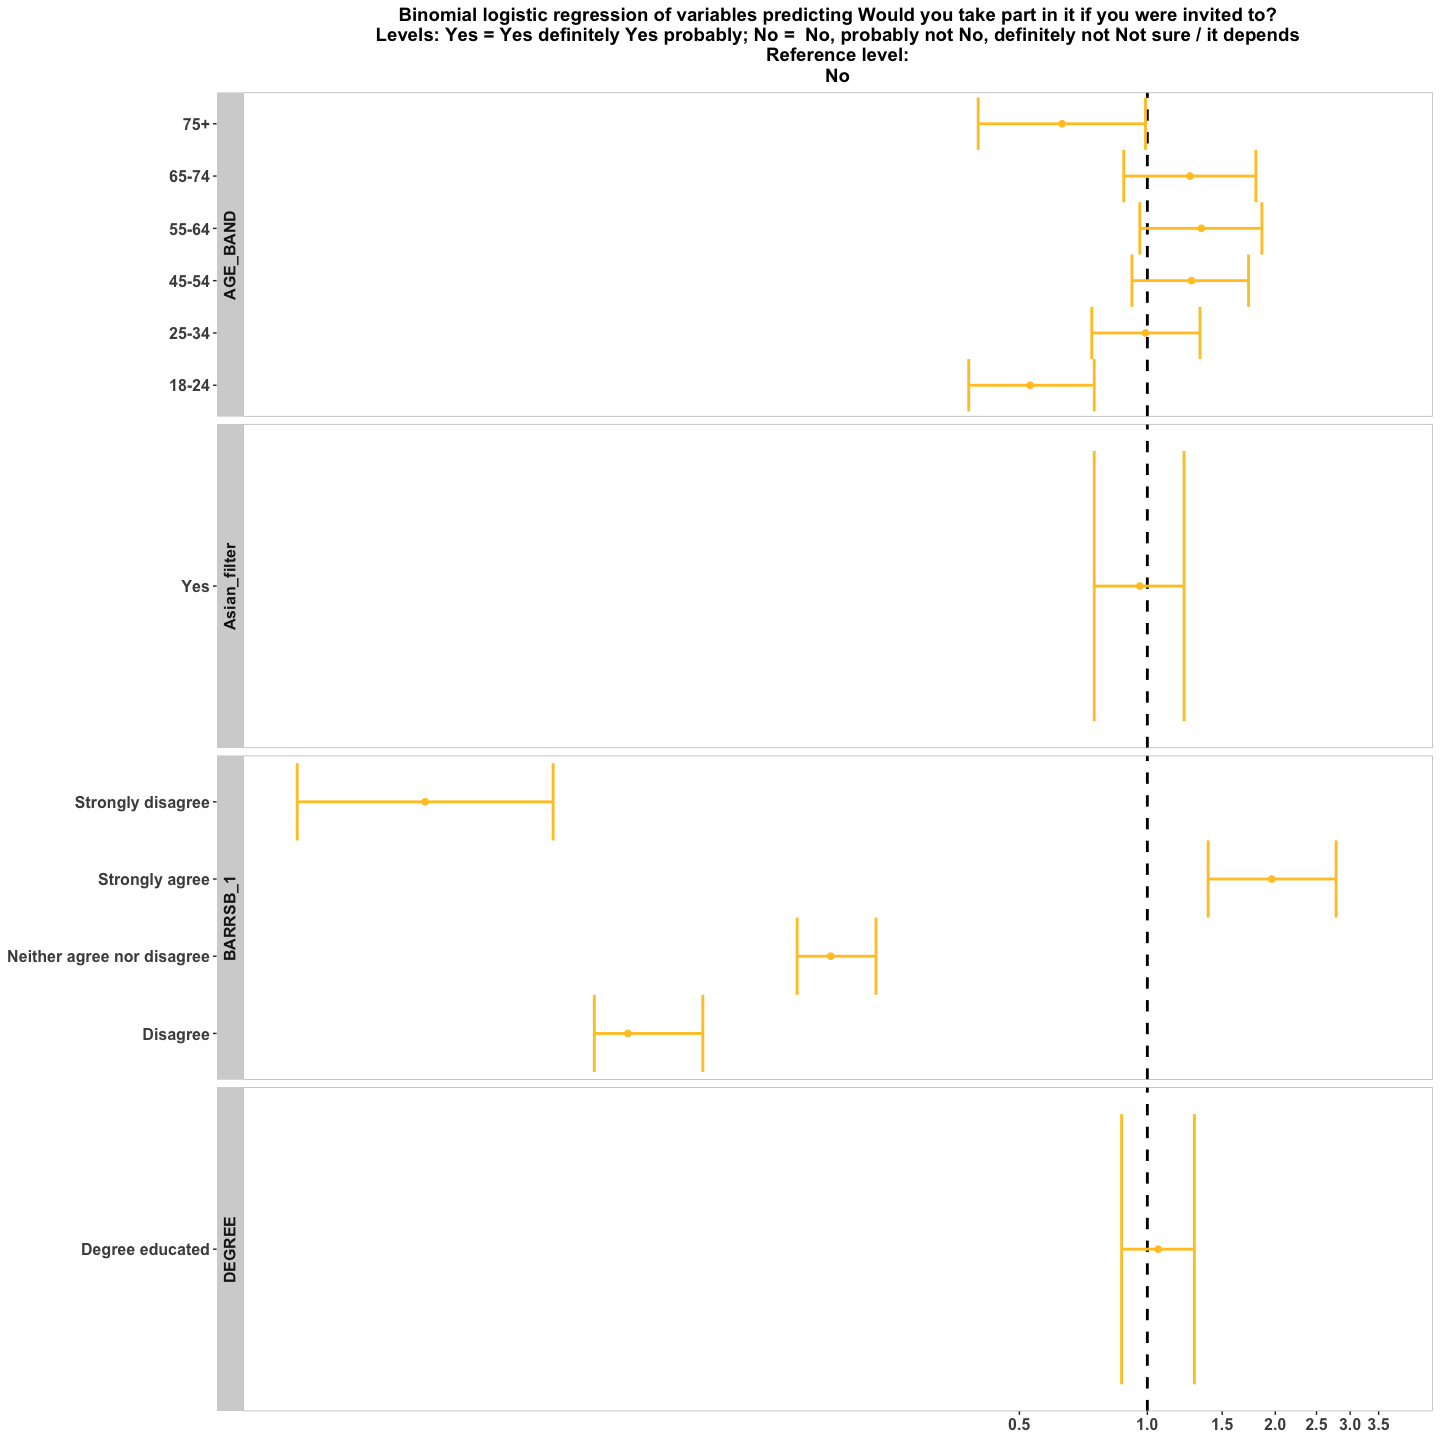 Binomial logistic regression of variables predicting Would you take part in it if you were invited to?
Levels: Yes = Yes definitely Yes probably; No =  No, probably not No, definitely not Not sure / it depends
Reference level:
No
AGE_BAND
75+
65-74
55-64
45-54
25-34
18-24
Asian_filter
Yes
BARRSB_1
Strongly disagree
Strongly agree
Neither agree nor disagree
Disagree
DEGREE
Degree educated
0.5 1.0 1.5 2.0 2.5 3.0 3.5